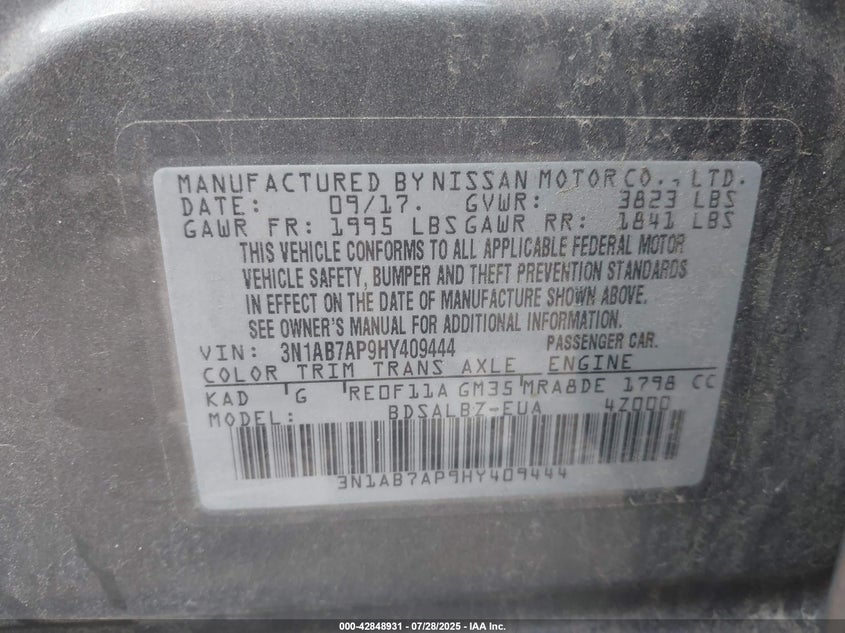 MANUFACTURED BY NISSAN MOTOR CO., LTD.
DATE: 09/17. GVWR: 3823 LBS
GAWR FR: 1995 LBS GAWR RR: 1841 LBS
THIS VEHICLE CONFORMS TO ALL APPLICABLE FEDERAL MOTOR
VEHICLE SAFETY, BUMPER AND THEFT PREVENTION STANDARDS
IN EFFECT ON THE DATE OF MANUFACTURE SHOWN ABOVE.
SEE OWNER'S MANUAL FOR ADDITIONAL INFORMATION.
VIN: 3N1AB7AP9HY409444 PASSENGER CAR.
COLOR TRIM TRANS AXLE ENGINE
KAD G RE0F11A GM35 MRA8DE 1798 CC
MODEL: BDSALBZ-EUA 4Z000
3N1AB7AP9HY409444
000-42848931 - 07/28/2025 - IAA Inc.